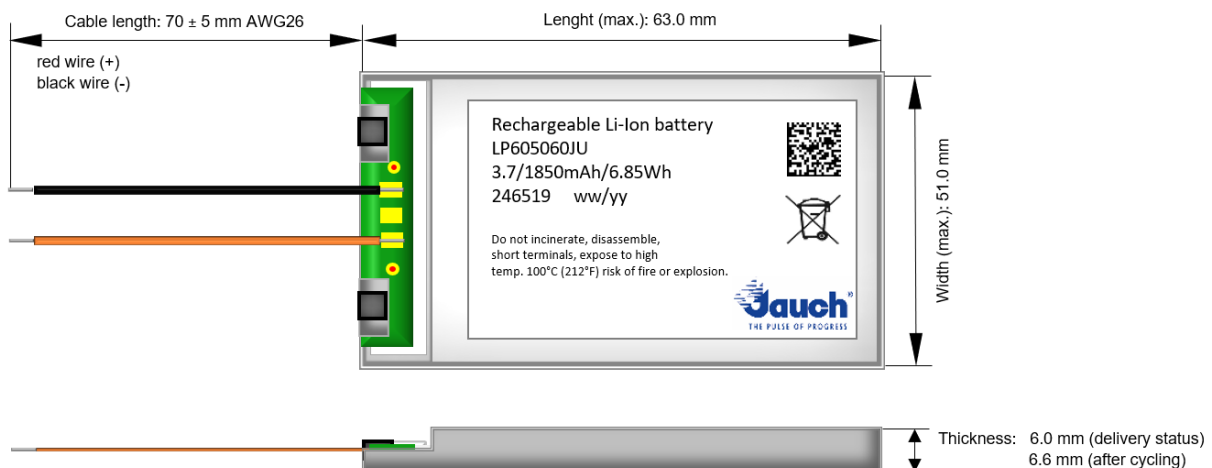 Cable length: 70 ± 5 mm AWG26
Lenght (max.): 63.0 mm
red wire (+)
black wire (-)
Rechargeable Li-Ion battery
LP605060JU
3.7/1850mAh/6.85Wh
246519 ww/yy
Do not incinerate, disassemble,
short terminals, expose to high
temp. 100°C (212°F) risk of fire or explosion.
Jauch®
THE PULSE OF PROGRESS
Width (max.): 51.0 mm
Thickness: 6.0 mm (delivery status)
6.6 mm (after cycling)